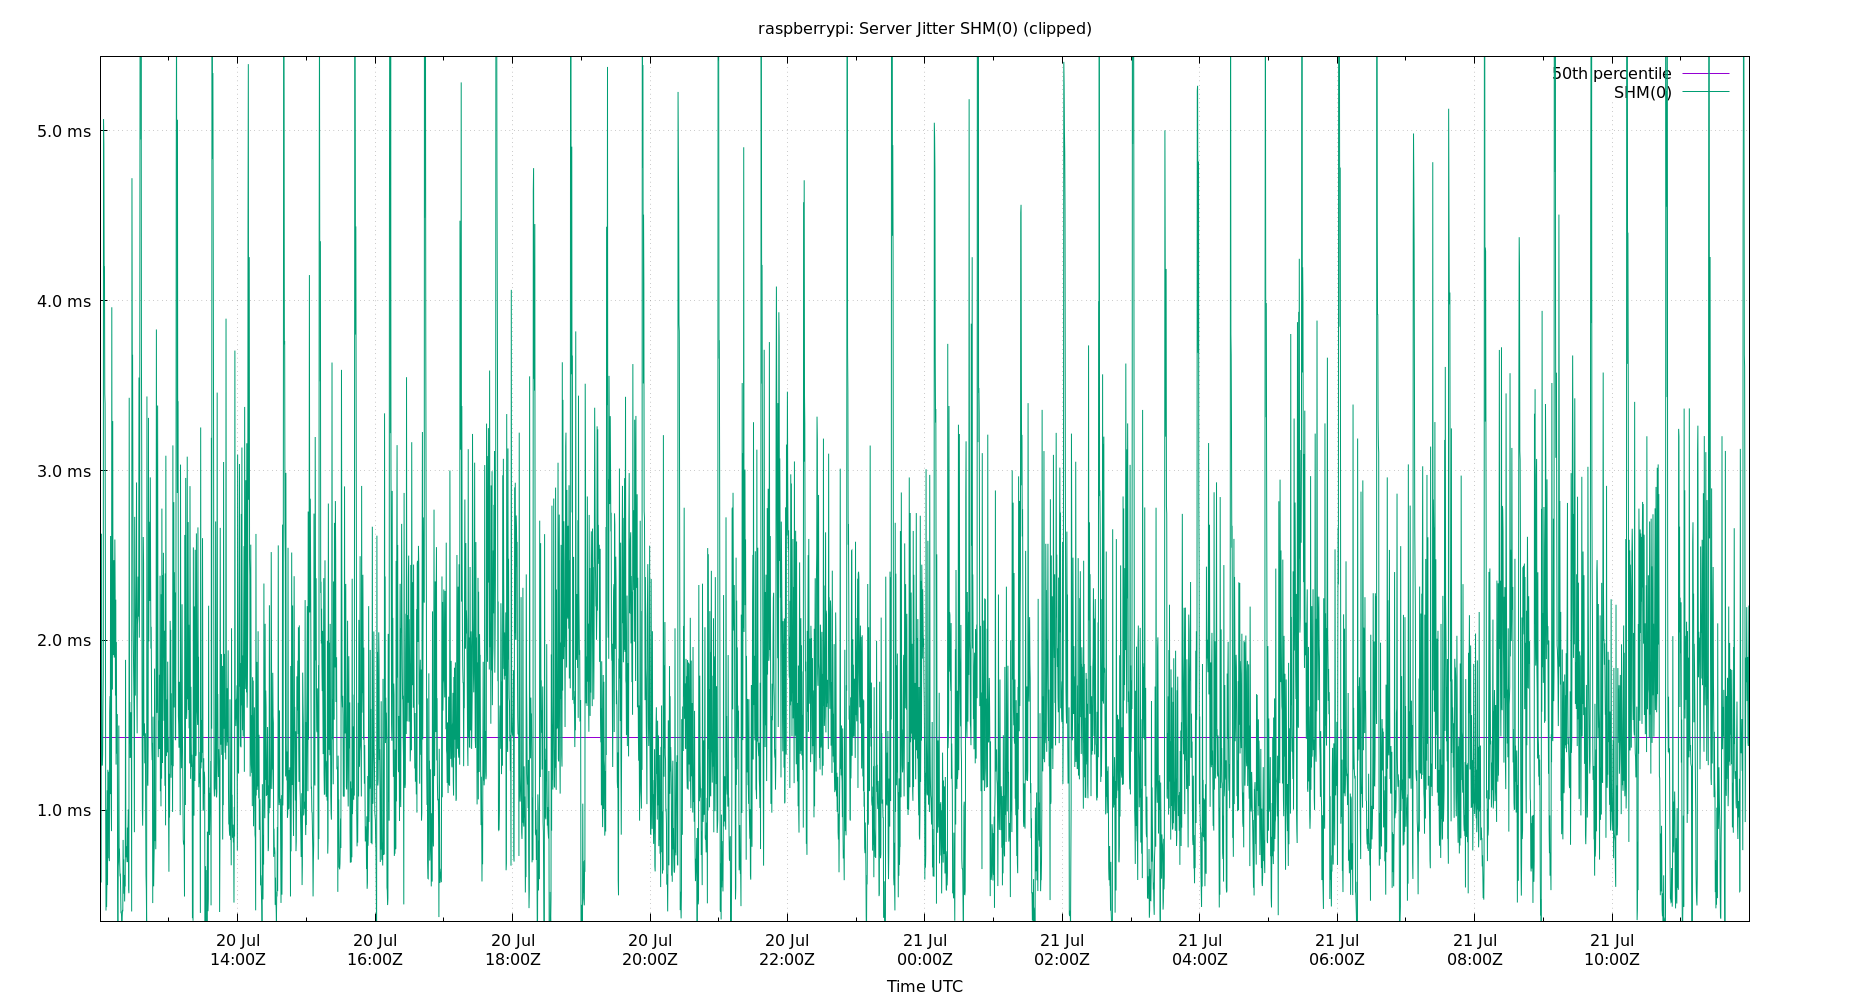 raspberrypi: Server Jitter SHM(0) (clipped)
50th percentile
SHM(0)
5.0 ms
4.0 ms
3.0 ms
2.0 ms
1.0 ms
20 Jul 20 Jul 20 Jul 20 Jul 20 Jul 21 Jul 21 Jul 21 Jul 21 Jul 21 Jul 21 Jul
14:00Z 16:00Z 18:00Z 20:00Z 22:00Z 00:00Z 02:00Z 04:00Z 06:00Z 08:00Z 10:00Z
Time UTC